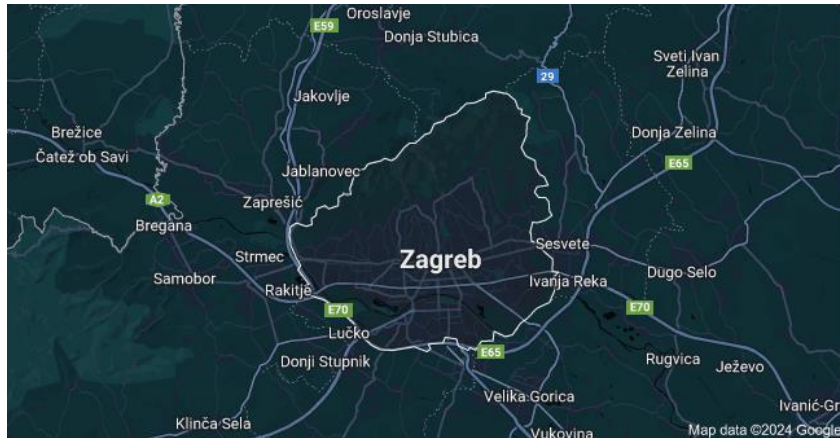 Oroslavje
E59
Donja Stubica
Sveti Ivan
Zelina
29
Jakovlje
Brežice
Donja Zelina
Čatež ob Savi
E65
Jablanovec
A2
Zaprešić
Bregana
Sesvete
Strmec
Zagreb
Samobor
Dugo Selo
Ivanja Reka
Rakitje
E70
E70
Lučko
E65
Donji Stupnik
Rugvica
Ježevo
Velika Gorica
Ivanić-Gr
Klinča Sela
Vukovina
Map data ©2024 Google